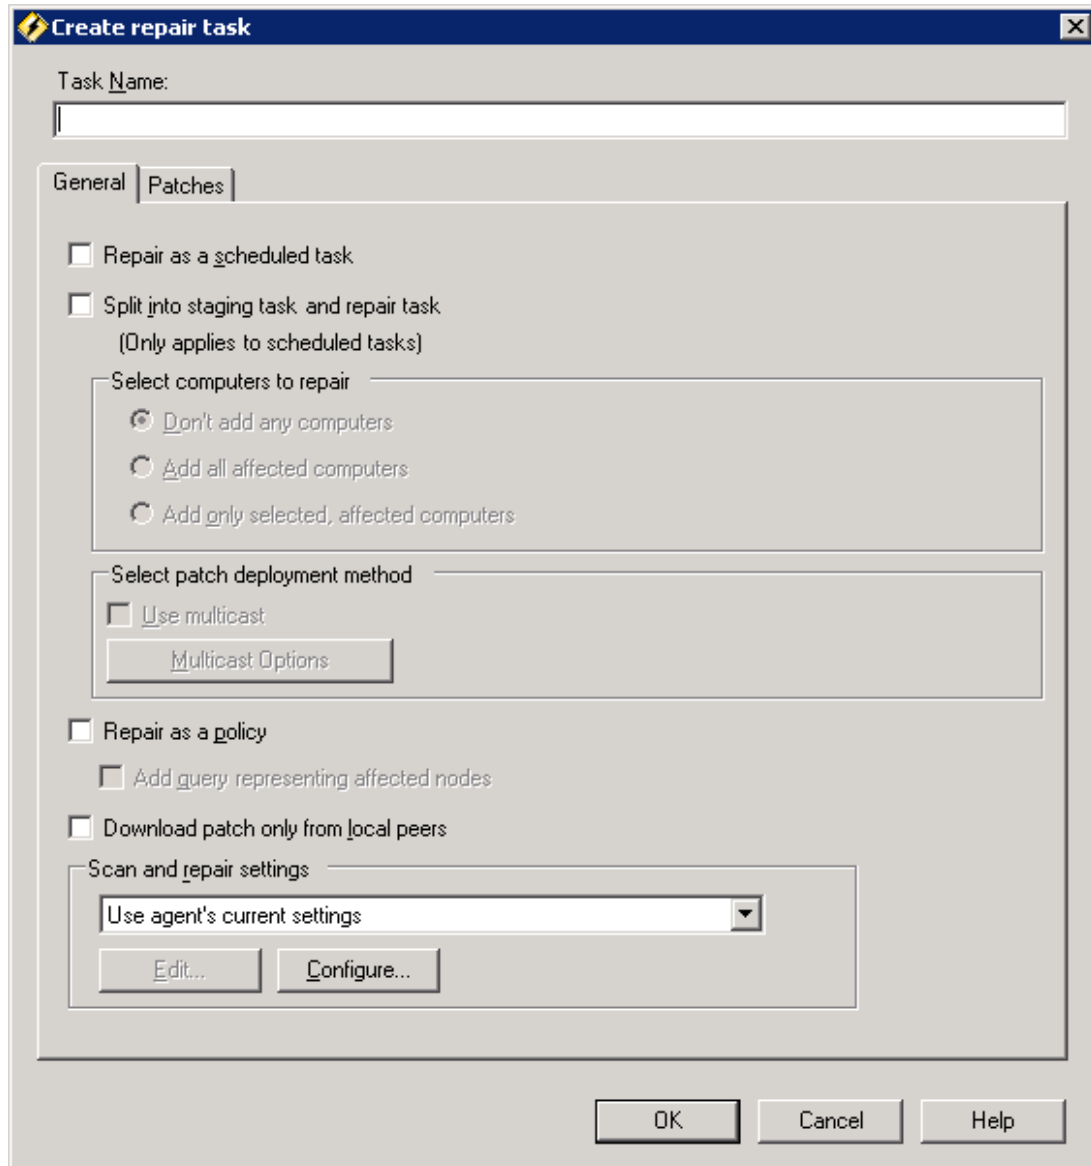 Create repair task
Task Name:
General
Patches
Repair as a scheduled task
Split into staging task and repair task
(Only applies to scheduled tasks)
Select computers to repair
Don't add any computers
Add all affected computers
Add only selected, affected computers
Select patch deployment method
Use multicast
Multicast Options
Repair as a policy
Add query representing affected nodes
Download patch only from local peers
Scan and repair settings
Use agent's current settings
Edit...
Configure...
OK
Cancel
Help